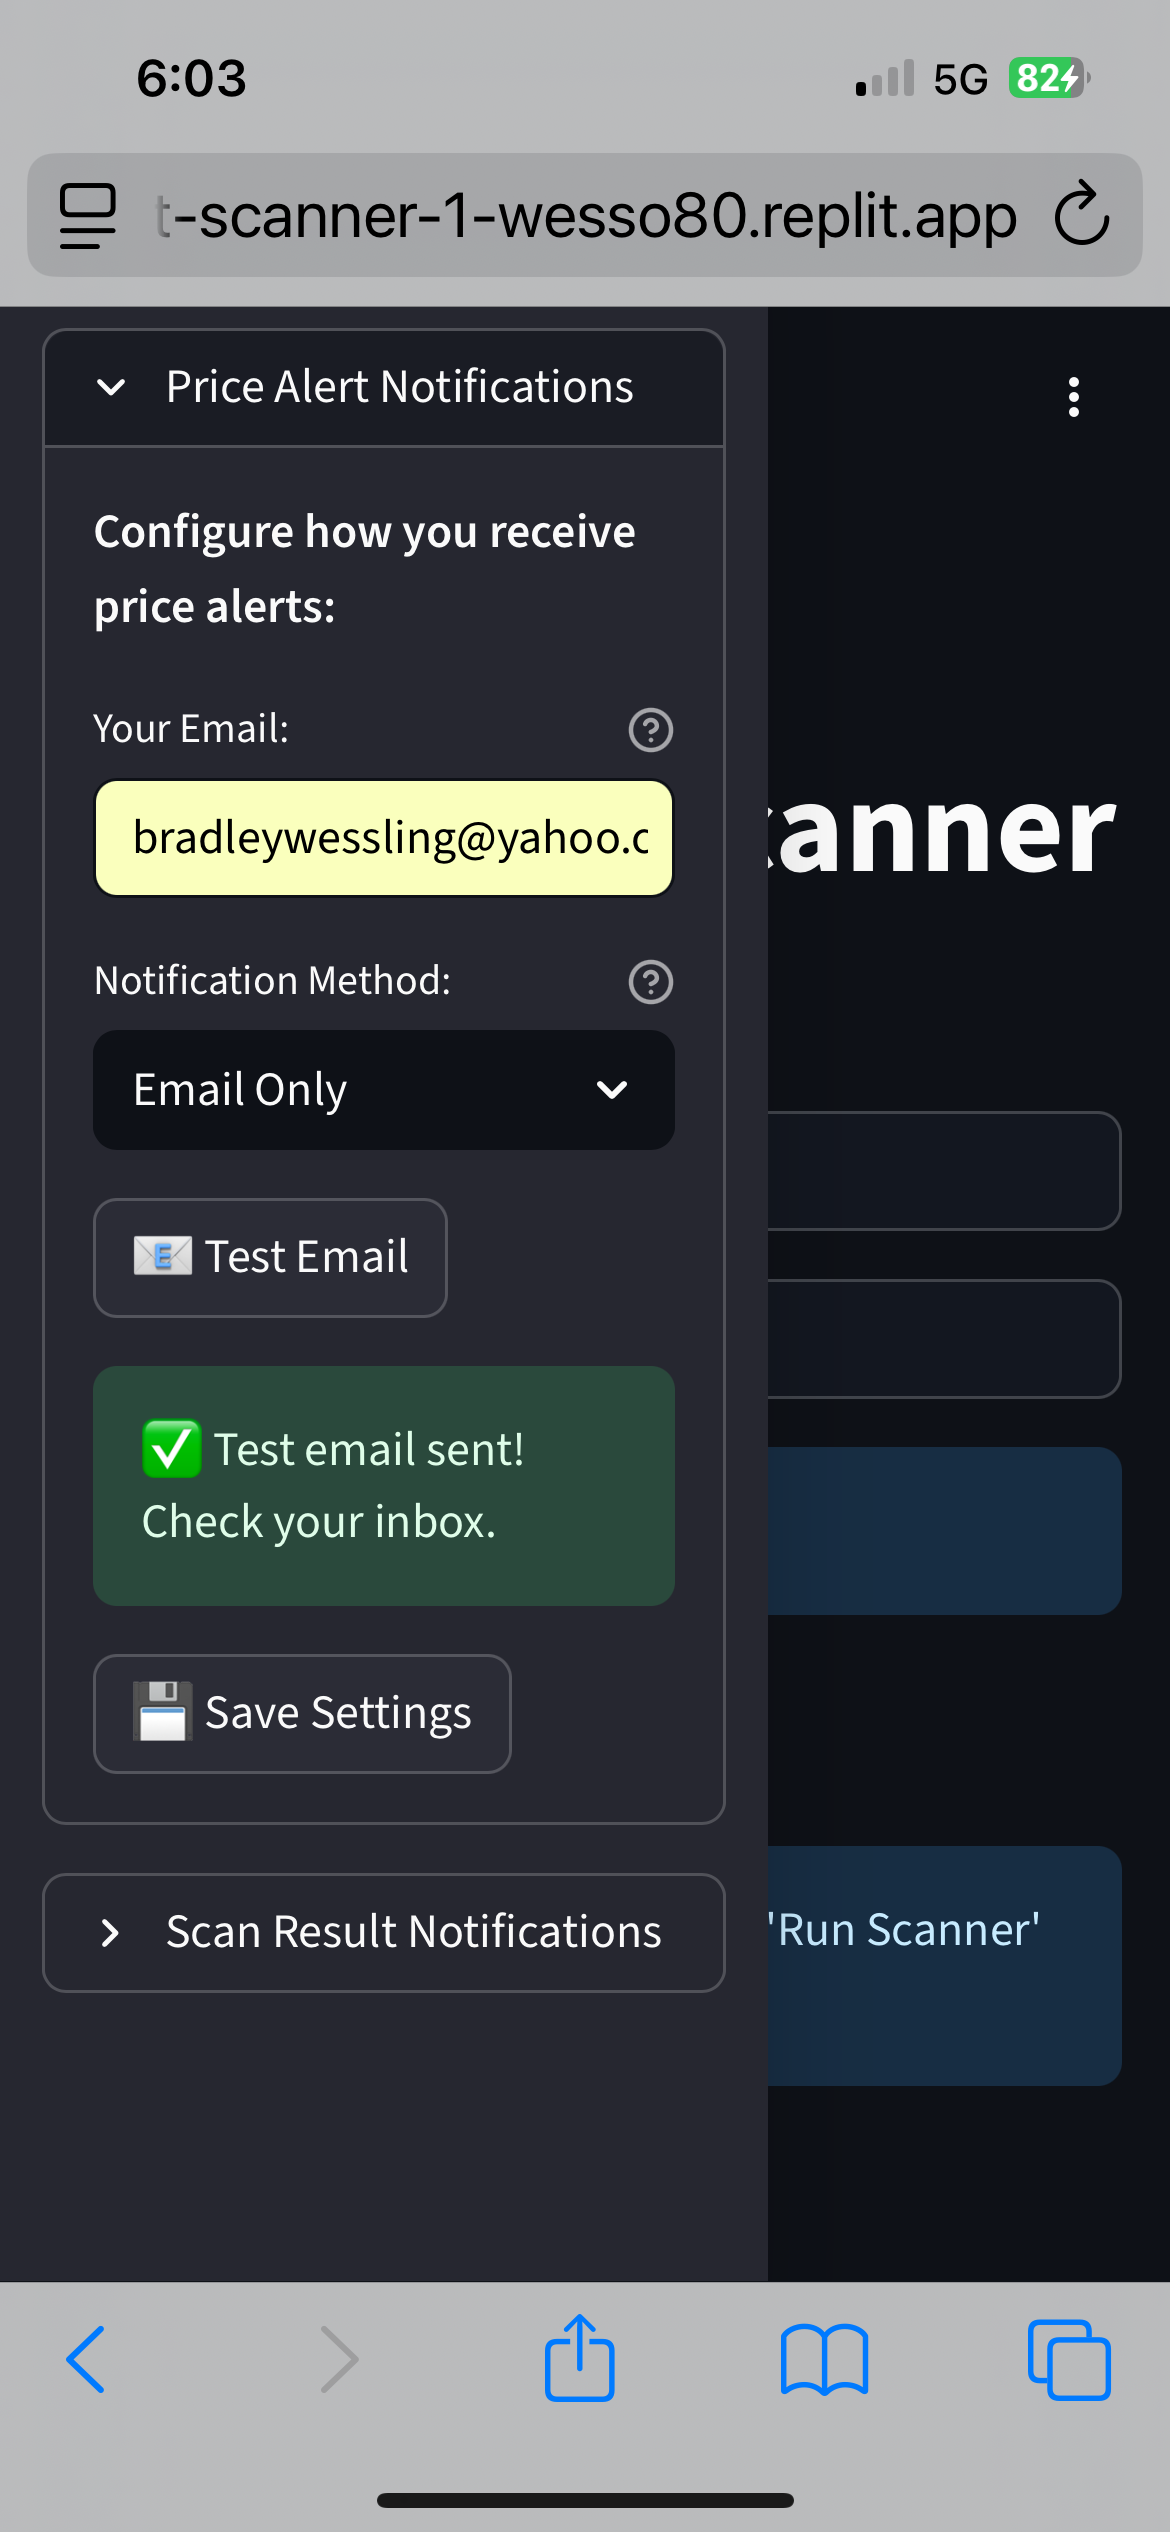 6:03
5G
82
t-scanner-1-wesso80.replit.app
Price Alert Notifications
Configure how you receive
price alerts:
Your Email:
bradleywessling@yahoo.c
canner
Notification Method:
Email Only
Test Email
✅ Test email sent!
Check your inbox.
Save Settings
Scan Result Notifications
'Run Scanner'